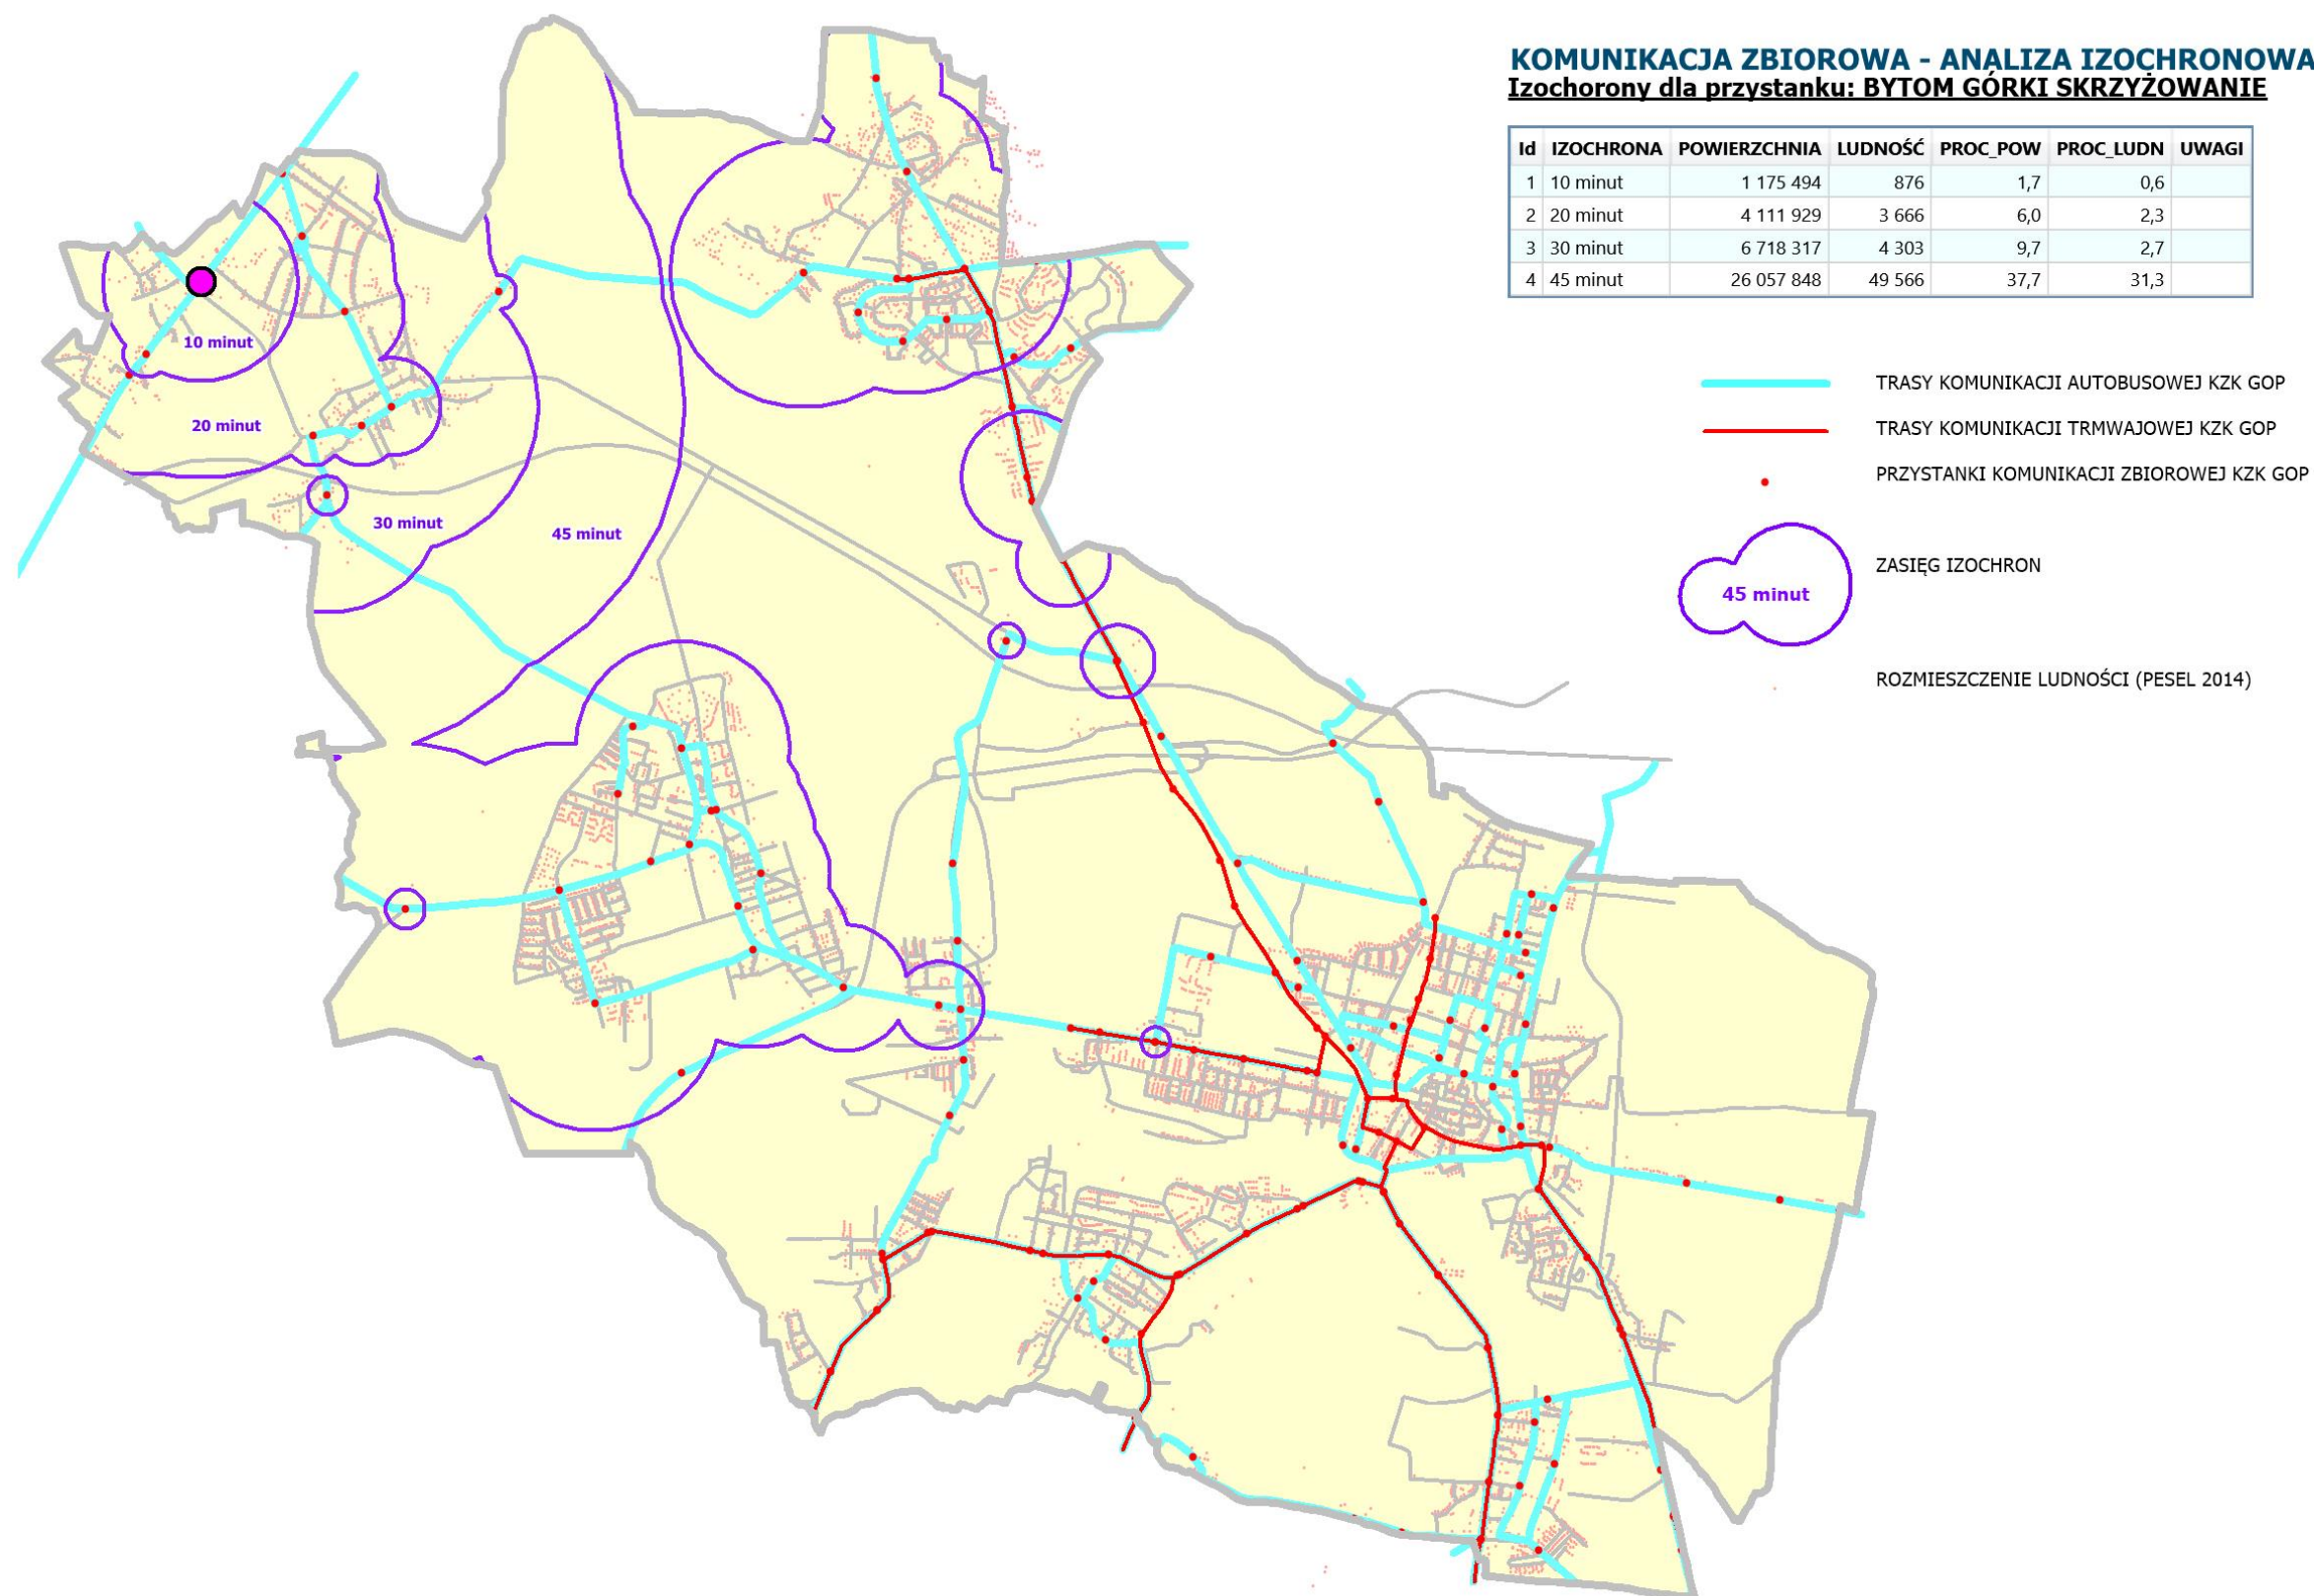 KOMUNIKACJA ZBIOROWA - ANALIZA IZOCHRONOWA
Izochorony dla przystanku: BYTOM GÓRKI SKRZYŻOWANIE
Id IZOCHRONA POWIERZCHNIA LUDNOŚĆ PROC_POW PROC_LUDN UWAGI
1 10 minut 1 175 494 876 1,7 0,6
2 20 minut 4 111 929 3 666 6,0 2,3
3 30 minut 6 718 317 4 303 9,7 2,7
4 45 minut 26 057 848 49 566 37,7 31,3
10 minut
20 minut
30 minut
45 minut
TRASY KOMUNIKACJI AUTOBUSOWEJ KZK GOP
TRASY KOMUNIKACJI TRMWAJOWEJ KZK GOP
PRZYSTANKI KOMUNIKACJI ZBIOROWEJ KZK GOP
45 minut
ZASIĘG IZOCHRON
ROZMIESZCZENIE LUDNOŚCI (PESEL 2014)